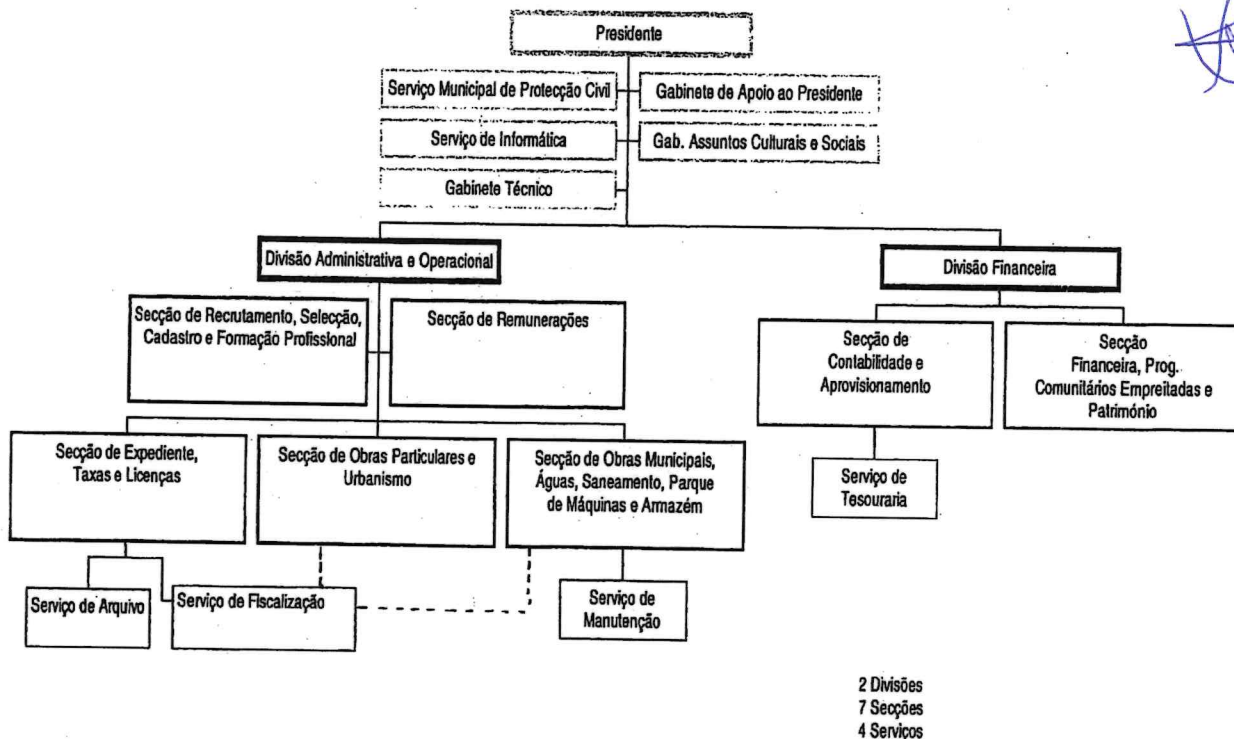 Presidente
Serviço Municipal de Protecção Civil
Gabinete de Apoio ao Presidente
Serviço de Informática
Gab. Assuntos Culturais e Sociais
Gabinete Técnico
Divisão Administrativa e Operacional
Divisão Financeira
Secção de Recrutamento, Selecção,
Cadastro e Formação Profissional
Secção de Remunerações
Secção de
Contabilidade e
Aprovisionamento
Secção
Financeira, Prog.
Comunitários Empreitadas e
Património
Secção de Expediente,
Taxas e Licenças
Secção de Obras Particulares e
Urbanismo
Secção de Obras Municipais,
Águas, Saneamento, Parque
de Máquinas e Armazém
Serviço de
Tesouraria
Serviço de Arquivo
Serviço de Fiscalização
Serviço de
Manutenção
2 Divisões
7 Secções
4 Serviços